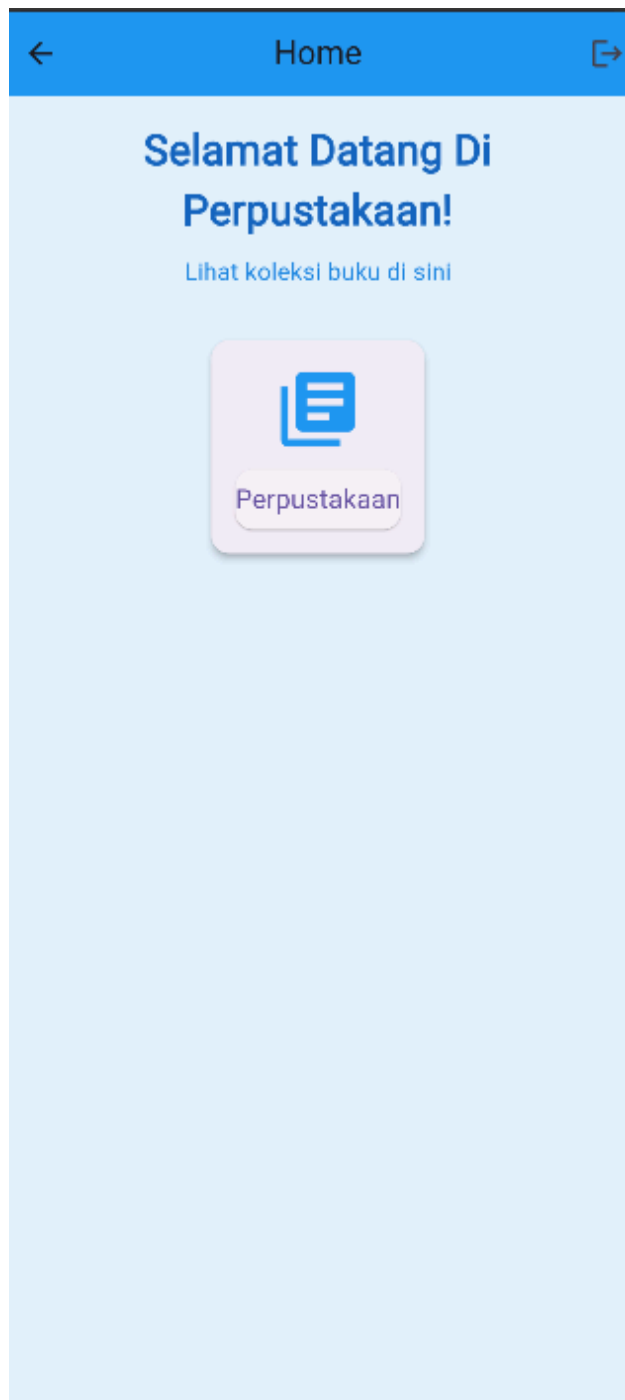 Home
Selamat Datang Di
Perpustakaan!
Lihat koleksi buku di sini
Perpustakaan